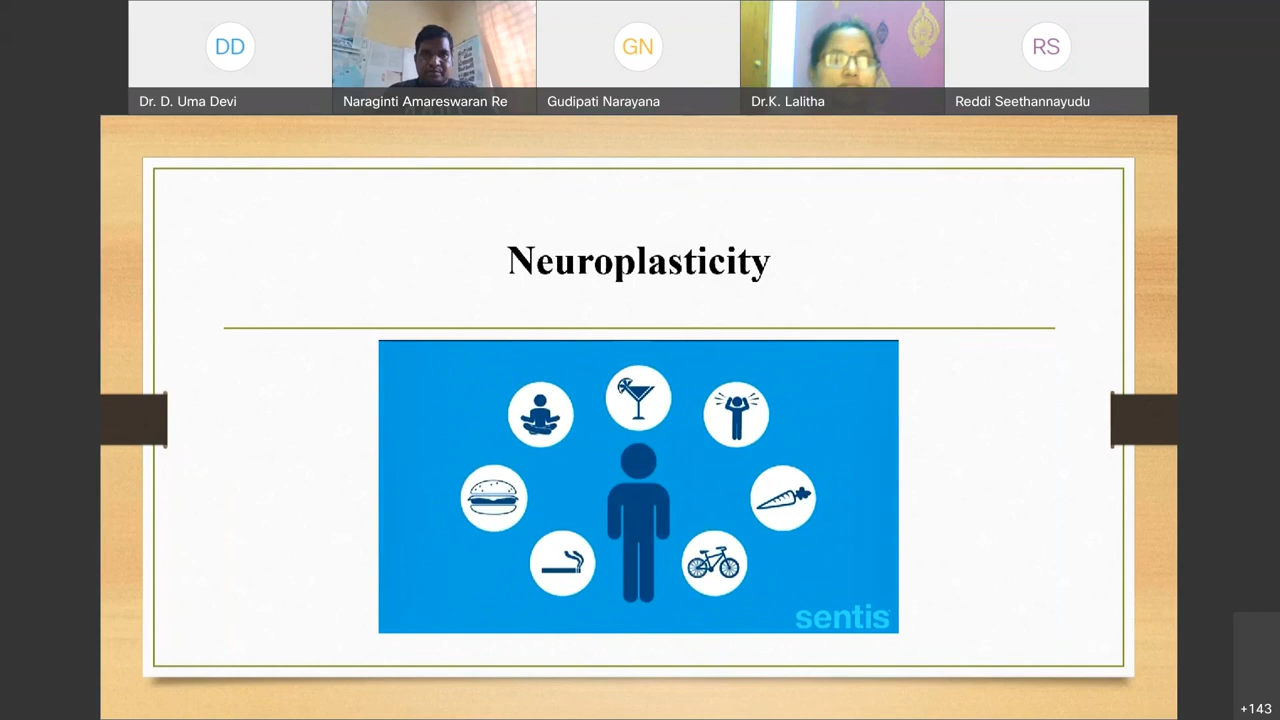 DD
GN
RS
Dr. D. Uma Devi
Naraginti Amareswaran Re
Gudipati Narayana
Dr.K. Lalitha
Reddi Seethannayudu
Neuroplasticity
sentis
+143